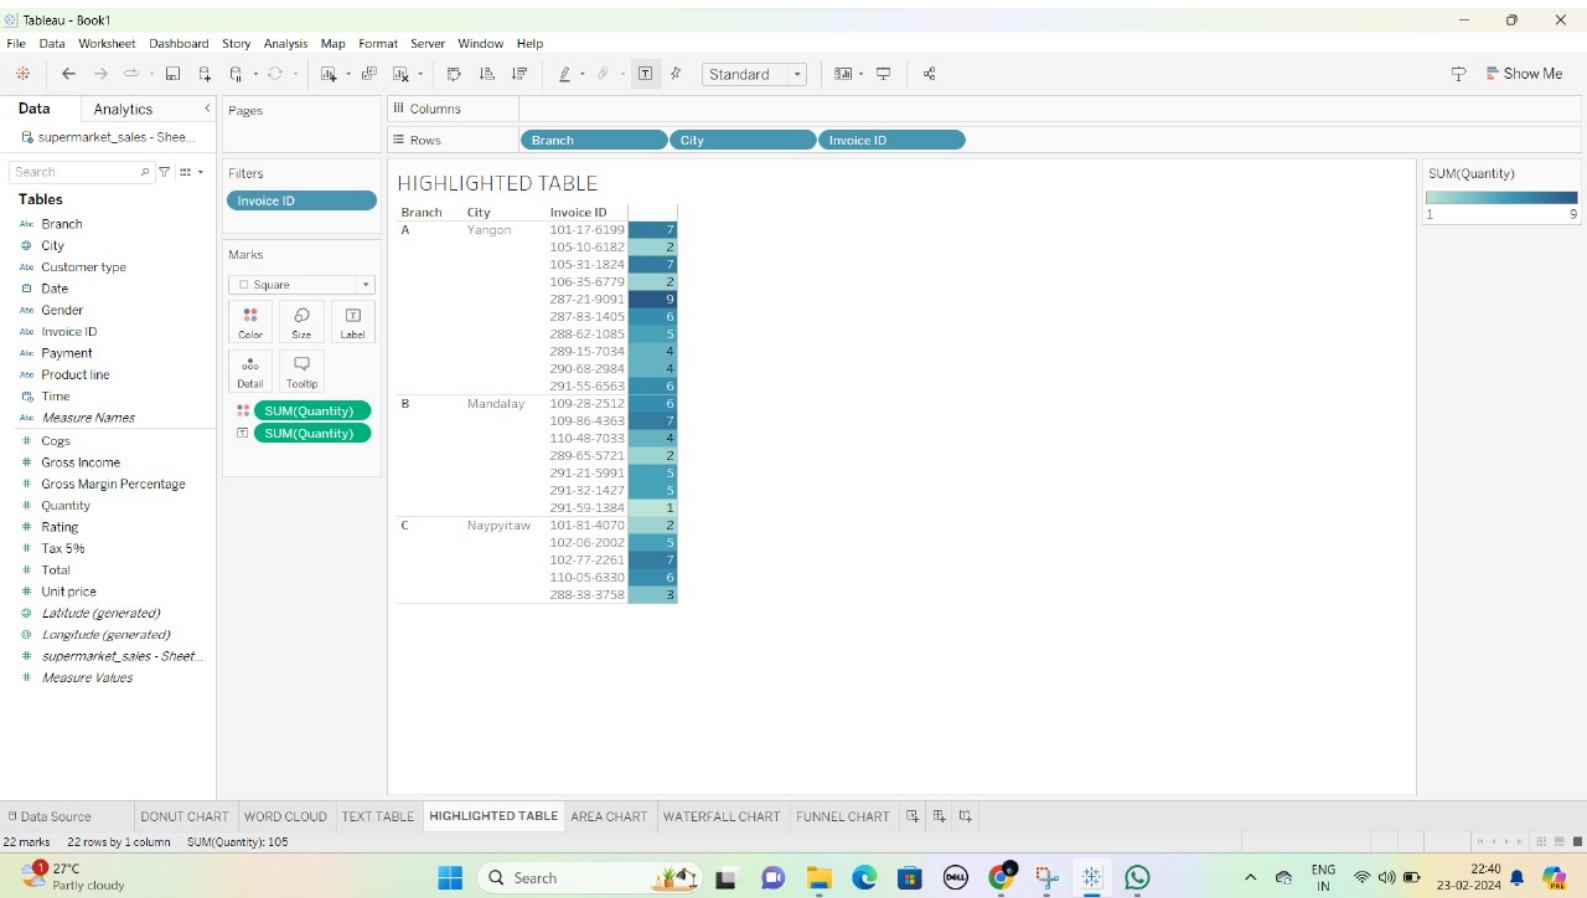 Tableau - Book1
File Data Worksheet Dashboard Story Analysis Map Format Server Window Help
Standard
Show Me
Data Analytics
supermarket_sales - Shee...
Search
Tables
Abc Branch
City
Abc Customer type
Date
Abc Gender
Abc Invoice ID
Abc Payment
Abc Product line
Time
Abc Measure Names
# Cogs
# Gross Income
# Gross Margin Percentage
# Quantity
# Rating
# Tax 5%
# Total
# Unit price
Latitude (generated)
Longitude (generated)
# supermarket_sales - Sheet...
# Measure Values
Pages
Filters
Invoice ID
Marks
Square
Color Size Label
Detail Tooltip
SUM(Quantity)
SUM(Quantity)
Columns
Rows Branch City Invoice ID
HIGHLIGHTED TABLE
Branch City Invoice ID
A Yangon 101-17-6199 7
105-10-6182 2
105-31-1824 7
106-35-6779 2
287-21-9091 9
287-83-1405 6
288-62-1085 5
289-15-7034 4
290-68-2984 4
291-55-6563 6
B Mandalay 109-28-2512 6
109-86-4363 7
110-48-7033 4
289-65-5721 2
291-21-5991 5
291-32-1427 5
291-59-1384 1
C Naypyitaw 101-81-4070 2
102-06-2002 5
102-77-2261 7
110-05-6330 6
288-38-3758 3
SUM(Quantity)
1 9
Data Source DONUT CHART WORD CLOUD TEXT TABLE HIGHLIGHTED TABLE AREA CHART WATERFALL CHART FUNNEL CHART
22 marks 22 rows by 1 column SUM(Quantity): 105
1 27°C
Partly cloudy
Search
DELL
ENG
IN
22:40
23-02-2024
PRE